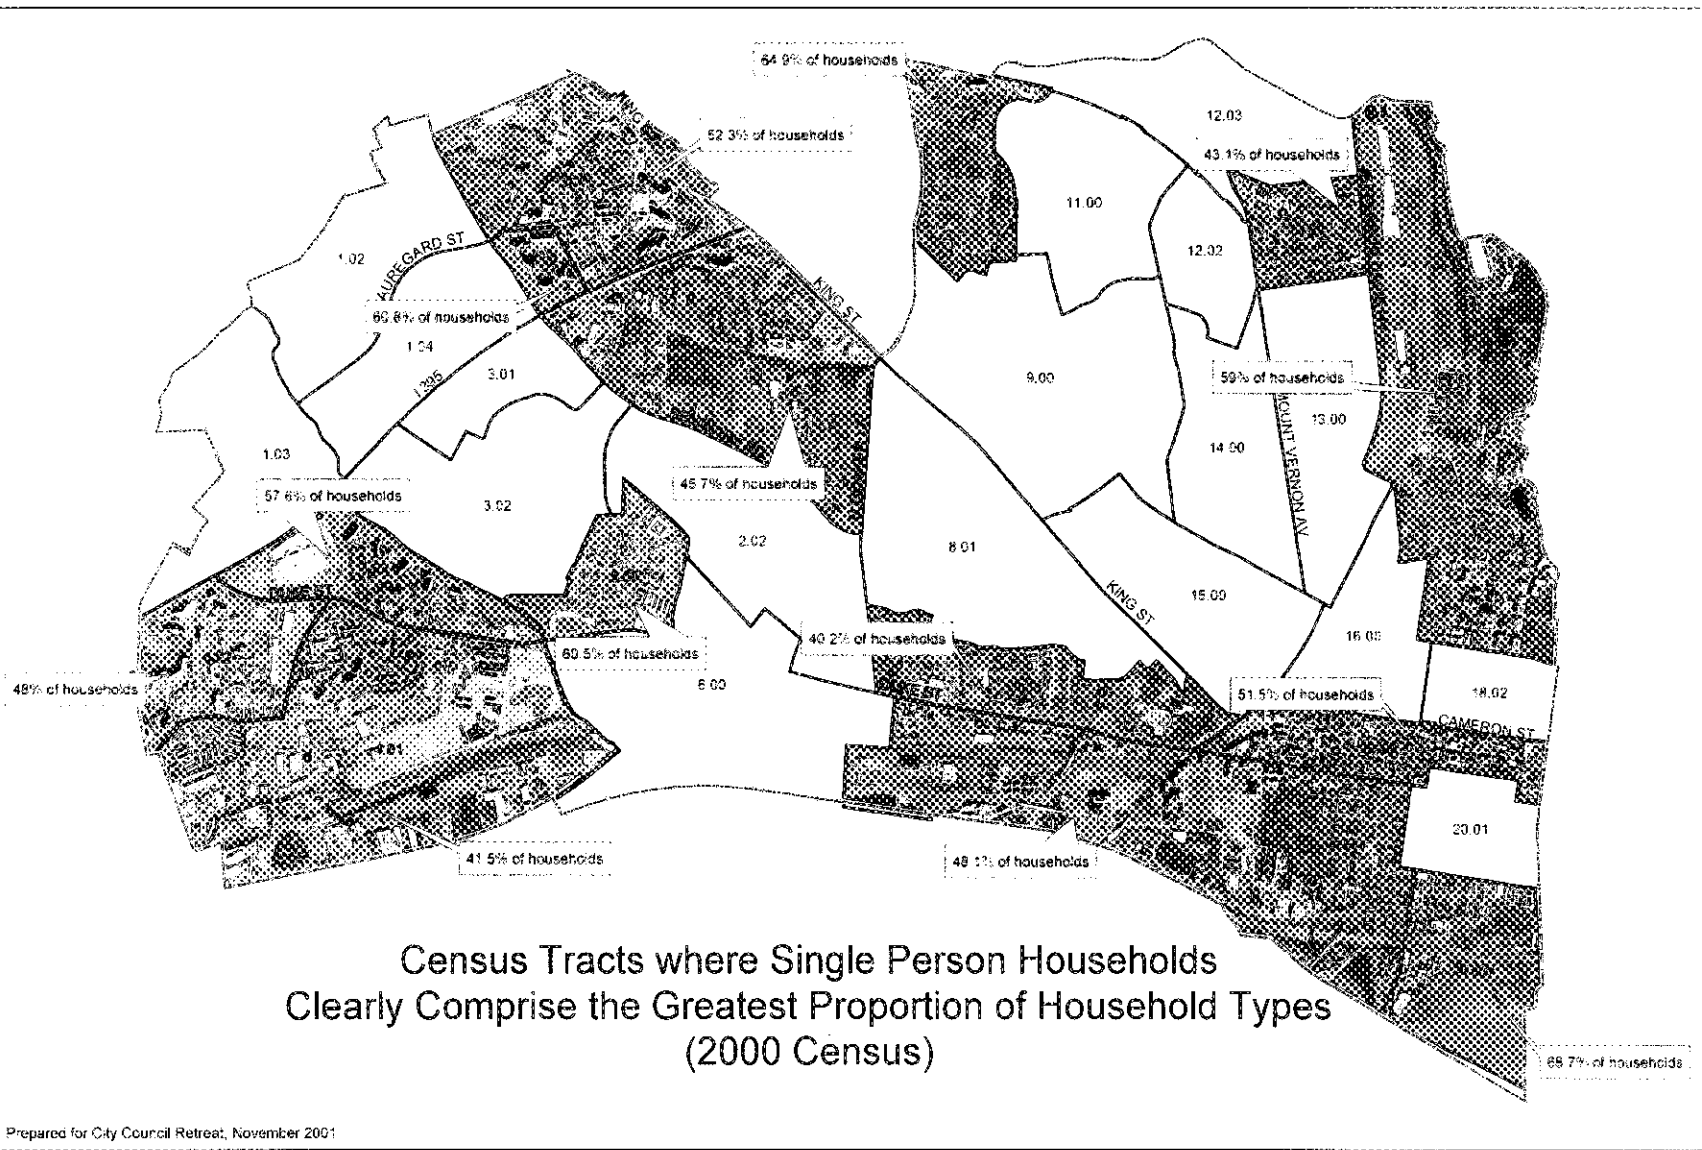 64.9% of households
12.03
52.3% of households
43.1% of households
11.00
12.02
1.02
AUREGARD ST
KING ST
60.8% of households
1.04
I-395
3.01
9.00
59% of households
MOUNT VERNON AV
13.00
14.00
1.03
57.6% of households
45.7% of households
3.02
2.02
8.01
DUKE ST
KING ST
15.00
16.00
40.2% of households
60.5% of households
48% of households
6.00
51.5% of households
18.02
CAMERON ST
DUKE ST
4.01
20.01
41.5% of households
Census Tracts where Single Person Households
Clearly Comprise the Greatest Proportion of Household Types
(2000 Census)
Prepared for City Council Retreat, November 2001